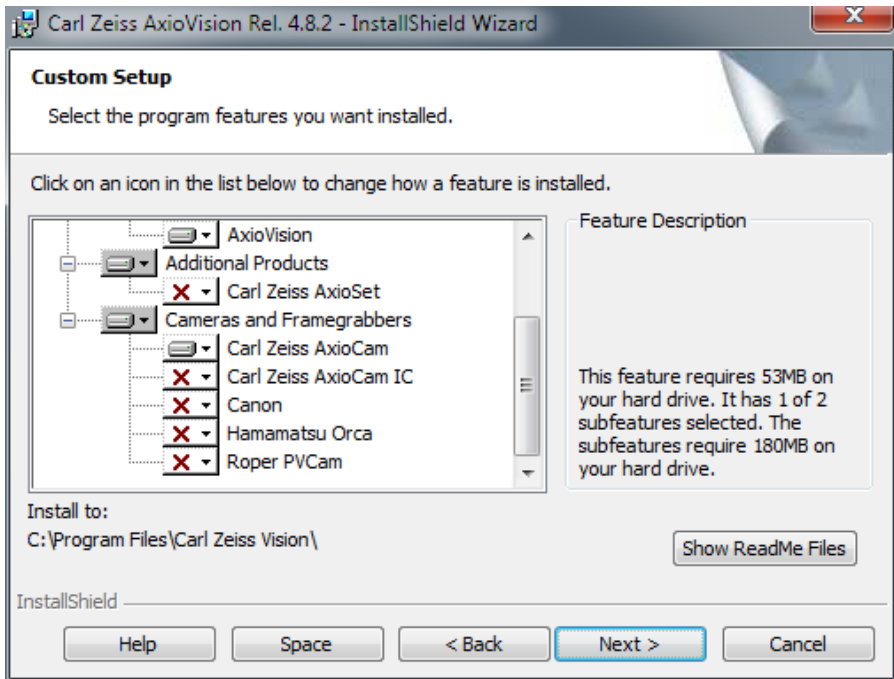 Carl Zeiss AxioVision Rel. 4.8.2 - InstallShield Wizard
Custom Setup
Select the program features you want installed.
Click on an icon in the list below to change how a feature is installed.
AxioVision
Additional Products
Carl Zeiss AxioSet
Cameras and Framegrabbers
Carl Zeiss AxioCam
Carl Zeiss AxioCam IC
Canon
Hamamatsu Orca
Roper PVCam
Feature Description
This feature requires 53MB on
your hard drive. It has 1 of 2
subfeatures selected. The
subfeatures require 180MB on
your hard drive.
Install to:
C:\Program Files\Carl Zeiss Vision\
Show ReadMe Files
InstallShield
Help
Space
< Back
Next >
Cancel